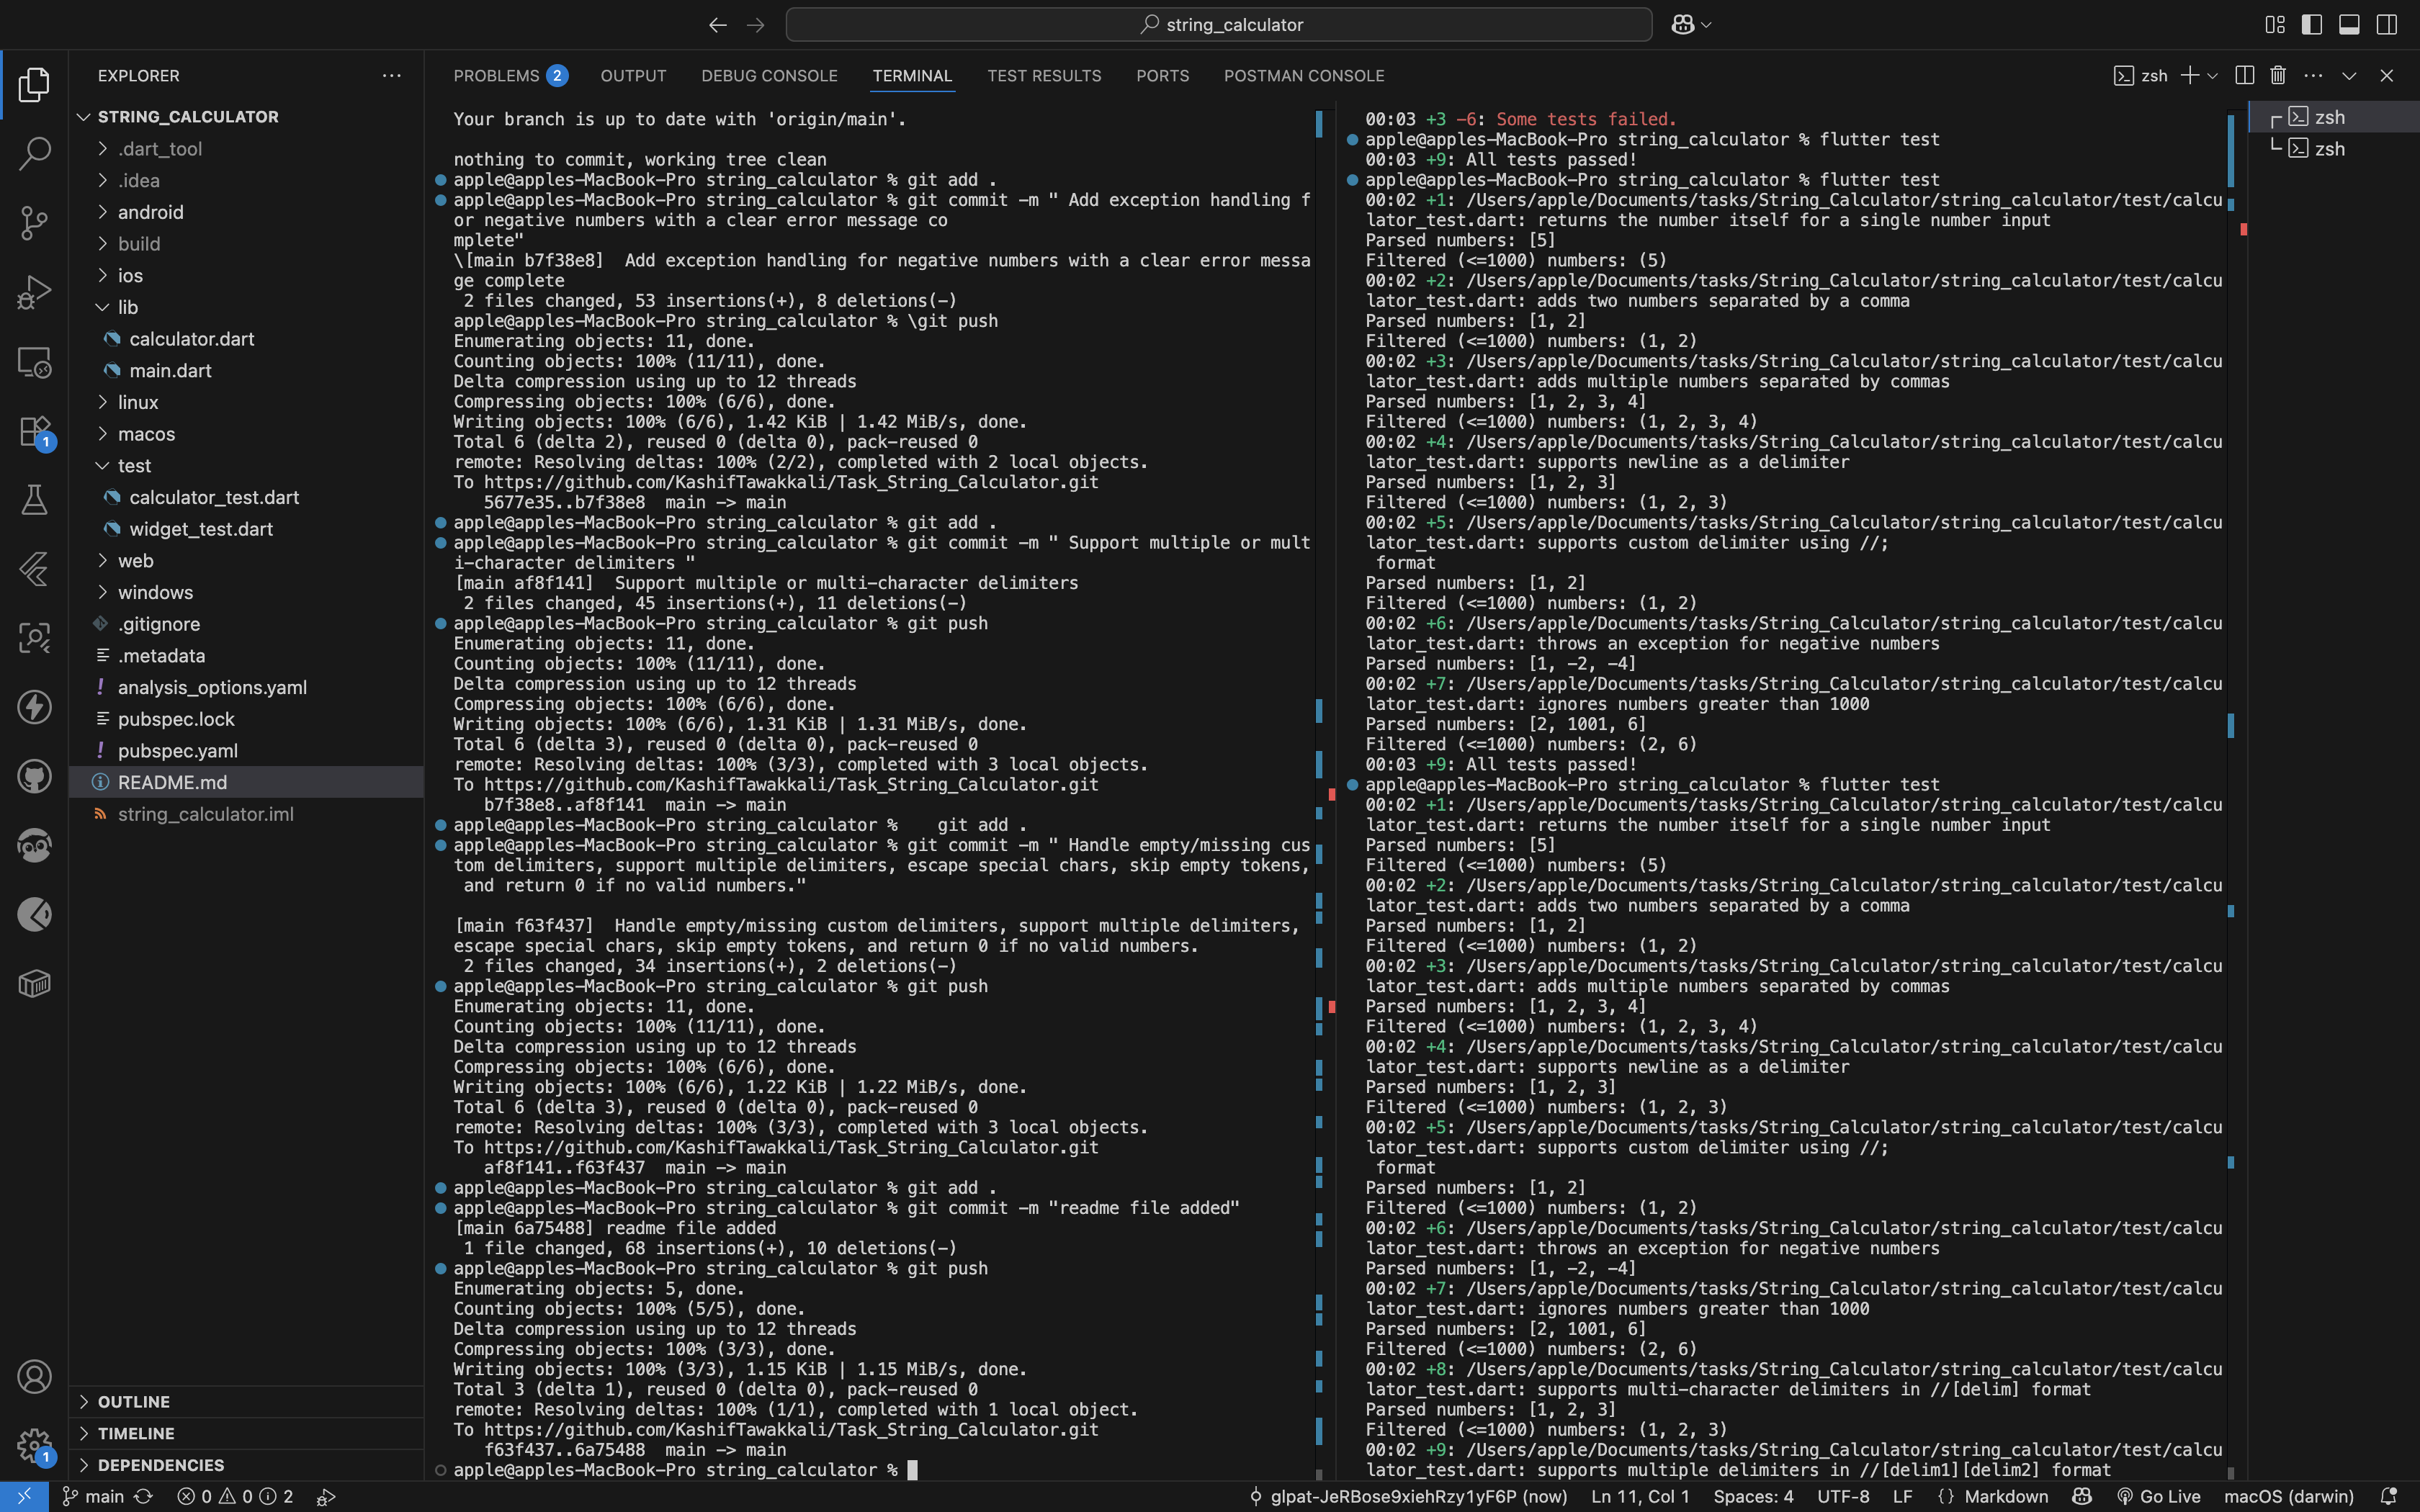 string_calculator
EXPLORER
STRING_CALCULATOR
.dart_tool
.idea
android
build
ios
lib
calculator.dart
main.dart
linux
macos
test
calculator_test.dart
widget_test.dart
web
windows
.gitignore
.metadata
analysis_options.yaml
pubspec.lock
pubspec.yaml
README.md
string_calculator.iml
OUTLINE
TIMELINE
DEPENDENCIES
1
1
PROBLEMS 2 OUTPUT DEBUG CONSOLE TERMINAL TEST RESULTS PORTS POSTMAN CONSOLE
zsh
Your branch is up to date with 'origin/main'.
nothing to commit, working tree clean
apple@apples-MacBook-Pro string_calculator % git add .
apple@apples-MacBook-Pro string_calculator % git commit -m " Add exception handling f
or negative numbers with a clear error message co
mplete"
\[main b7f38e8]  Add exception handling for negative numbers with a clear error messa
ge complete
 2 files changed, 53 insertions(+), 8 deletions(-)
apple@apples-MacBook-Pro string_calculator % \git push
Enumerating objects: 11, done.
Counting objects: 100% (11/11), done.
Delta compression using up to 12 threads
Compressing objects: 100% (6/6), done.
Writing objects: 100% (6/6), 1.42 KiB | 1.42 MiB/s, done.
Total 6 (delta 2), reused 0 (delta 0), pack-reused 0
remote: Resolving deltas: 100% (2/2), completed with 2 local objects.
To https://github.com/KashifTawakkali/Task_String_Calculator.git
   5677e35..b7f38e8  main -> main
apple@apples-MacBook-Pro string_calculator % git add .
apple@apples-MacBook-Pro string_calculator % git commit -m " Support multiple or mult
i-character delimiters "
[main af8f141]  Support multiple or multi-character delimiters
 2 files changed, 45 insertions(+), 11 deletions(-)
apple@apples-MacBook-Pro string_calculator % git push
Enumerating objects: 11, done.
Counting objects: 100% (11/11), done.
Delta compression using up to 12 threads
Compressing objects: 100% (6/6), done.
Writing objects: 100% (6/6), 1.31 KiB | 1.31 MiB/s, done.
Total 6 (delta 3), reused 0 (delta 0), pack-reused 0
remote: Resolving deltas: 100% (3/3), completed with 3 local objects.
To https://github.com/KashifTawakkali/Task_String_Calculator.git
   b7f38e8..af8f141  main -> main
apple@apples-MacBook-Pro string_calculator %    git add .
apple@apples-MacBook-Pro string_calculator % git commit -m " Handle empty/missing cus
tom delimiters, support multiple delimiters, escape special chars, skip empty tokens,
 and return 0 if no valid numbers."
[main f63f437]  Handle empty/missing custom delimiters, support multiple delimiters,
escape special chars, skip empty tokens, and return 0 if no valid numbers.
 2 files changed, 34 insertions(+), 2 deletions(-)
apple@apples-MacBook-Pro string_calculator % git push
Enumerating objects: 11, done.
Counting objects: 100% (11/11), done.
Delta compression using up to 12 threads
Compressing objects: 100% (6/6), done.
Writing objects: 100% (6/6), 1.22 KiB | 1.22 MiB/s, done.
Total 6 (delta 3), reused 0 (delta 0), pack-reused 0
remote: Resolving deltas: 100% (3/3), completed with 3 local objects.
To https://github.com/KashifTawakkali/Task_String_Calculator.git
   af8f141..f63f437  main -> main
apple@apples-MacBook-Pro string_calculator % git add .
apple@apples-MacBook-Pro string_calculator % git commit -m "readme file added"
[main 6a75488] readme file added
 1 file changed, 68 insertions(+), 10 deletions(-)
apple@apples-MacBook-Pro string_calculator % git push
Enumerating objects: 5, done.
Counting objects: 100% (5/5), done.
Delta compression using up to 12 threads
Compressing objects: 100% (3/3), done.
Writing objects: 100% (3/3), 1.15 KiB | 1.15 MiB/s, done.
Total 3 (delta 1), reused 0 (delta 0), pack-reused 0
remote: Resolving deltas: 100% (1/1), completed with 1 local object.
To https://github.com/KashifTawakkali/Task_String_Calculator.git
   f63f437..6a75488  main -> main
apple@apples-MacBook-Pro string_calculator %
00:03 +3 -6: Some tests failed.
apple@apples-MacBook-Pro string_calculator % flutter test
00:03 +9: All tests passed!
apple@apples-MacBook-Pro string_calculator % flutter test
00:02 +1: /Users/apple/Documents/tasks/String_Calculator/string_calculator/test/calcu
lator_test.dart: returns the number itself for a single number input
Parsed numbers: [5]
Filtered (<=1000) numbers: (5)
00:02 +2: /Users/apple/Documents/tasks/String_Calculator/string_calculator/test/calcu
lator_test.dart: adds two numbers separated by a comma
Parsed numbers: [1, 2]
Filtered (<=1000) numbers: (1, 2)
00:02 +3: /Users/apple/Documents/tasks/String_Calculator/string_calculator/test/calcu
lator_test.dart: adds multiple numbers separated by commas
Parsed numbers: [1, 2, 3, 4]
Filtered (<=1000) numbers: (1, 2, 3, 4)
00:02 +4: /Users/apple/Documents/tasks/String_Calculator/string_calculator/test/calcu
lator_test.dart: supports newline as a delimiter
Parsed numbers: [1, 2, 3]
Filtered (<=1000) numbers: (1, 2, 3)
00:02 +5: /Users/apple/Documents/tasks/String_Calculator/string_calculator/test/calcu
lator_test.dart: supports custom delimiter using //;
 format
Parsed numbers: [1, 2]
Filtered (<=1000) numbers: (1, 2)
00:02 +6: /Users/apple/Documents/tasks/String_Calculator/string_calculator/test/calcu
lator_test.dart: throws an exception for negative numbers
Parsed numbers: [1, -2, -4]
00:02 +7: /Users/apple/Documents/tasks/String_Calculator/string_calculator/test/calcu
lator_test.dart: ignores numbers greater than 1000
Parsed numbers: [2, 1001, 6]
Filtered (<=1000) numbers: (2, 6)
00:03 +9: All tests passed!
apple@apples-MacBook-Pro string_calculator % flutter test
00:02 +1: /Users/apple/Documents/tasks/String_Calculator/string_calculator/test/calcu
lator_test.dart: returns the number itself for a single number input
Parsed numbers: [5]
Filtered (<=1000) numbers: (5)
00:02 +2: /Users/apple/Documents/tasks/String_Calculator/string_calculator/test/calcu
lator_test.dart: adds two numbers separated by a comma
Parsed numbers: [1, 2]
Filtered (<=1000) numbers: (1, 2)
00:02 +3: /Users/apple/Documents/tasks/String_Calculator/string_calculator/test/calcu
lator_test.dart: adds multiple numbers separated by commas
Parsed numbers: [1, 2, 3, 4]
Filtered (<=1000) numbers: (1, 2, 3, 4)
00:02 +4: /Users/apple/Documents/tasks/String_Calculator/string_calculator/test/calcu
lator_test.dart: supports newline as a delimiter
Parsed numbers: [1, 2, 3]
Filtered (<=1000) numbers: (1, 2, 3)
00:02 +5: /Users/apple/Documents/tasks/String_Calculator/string_calculator/test/calcu
lator_test.dart: supports custom delimiter using //;
 format
Parsed numbers: [1, 2]
Filtered (<=1000) numbers: (1, 2)
00:02 +6: /Users/apple/Documents/tasks/String_Calculator/string_calculator/test/calcu
lator_test.dart: throws an exception for negative numbers
Parsed numbers: [1, -2, -4]
00:02 +7: /Users/apple/Documents/tasks/String_Calculator/string_calculator/test/calcu
lator_test.dart: ignores numbers greater than 1000
Parsed numbers: [2, 1001, 6]
Filtered (<=1000) numbers: (2, 6)
00:02 +8: /Users/apple/Documents/tasks/String_Calculator/string_calculator/test/calcu
lator_test.dart: supports multi-character delimiters in //[delim] format
Parsed numbers: [1, 2, 3]
Filtered (<=1000) numbers: (1, 2, 3)
00:02 +9: /Users/apple/Documents/tasks/String_Calculator/string_calculator/test/calcu
lator_test.dart: supports multiple delimiters in //[delim1][delim2] format
zsh
zsh
main 0 0 2 glpat-JeRBose9xiehRzy1yF6P (now) Ln 11, Col 1 Spaces: 4 UTF-8 LF {} Markdown Go Live macOS (darwin)